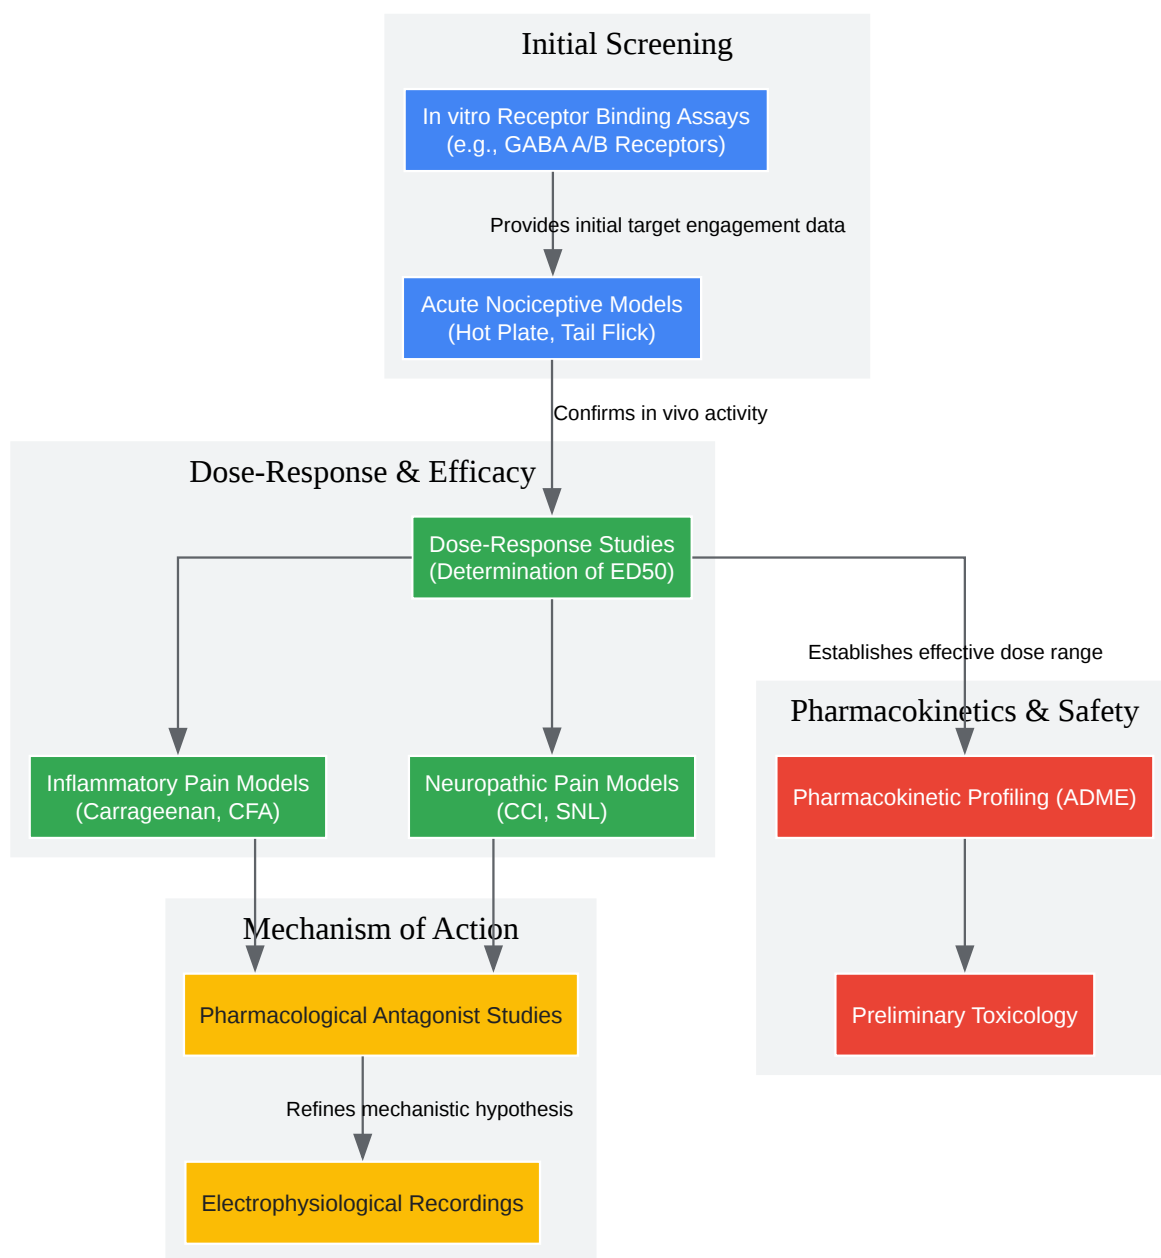 Initial Screening
In vitro Receptor Binding Assays
(e.g., GABA A/B Receptors)
Provides initial target engagement data
Acute Nociceptive Models
(Hot Plate, Tail Flick)
Confirms in vivo activity
Dose-Response & Efficacy
Dose-Response Studies
(Determination of ED50)
Establishes effective dose range
Pharmacokinetics & Safety
Inflammatory Pain Models
(Carrageenan, CFA)
Neuropathic Pain Models
(CCI, SNL)
Pharmacokinetic Profiling (ADME)
Mechanism of Action
Pharmacological Antagonist Studies
Preliminary Toxicology
Refines mechanistic hypothesis
Electrophysiological Recordings